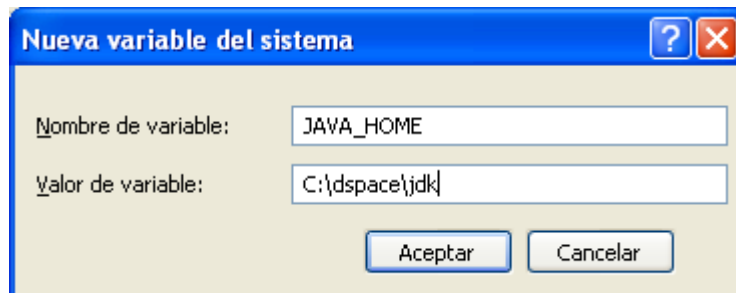 Nueva variable del sistema
Nombre de variable: JAVA_HOME
Valor de variable: C:\dspace\jdk
Aceptar Cancelar